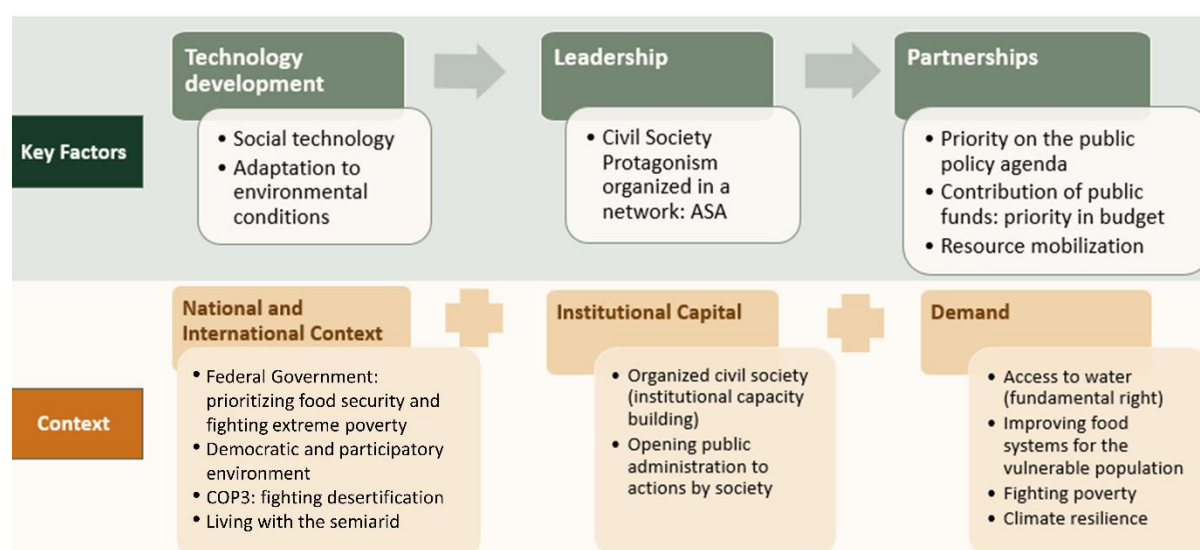 Key Factors
Technology
development
• Social technology
• Adaptation to
environmental
conditions
Leadership
• Civil Society
Protagonism
organized in a
network: ASA
Partnerships
• Priority on the public
policy agenda
• Contribution of public
funds: priority in budget
• Resource mobilization
Context
National and
International Context
• Federal Government:
prioritizing food security and
fighting extreme poverty
• Democratic and participatory
environment
• COP3: fighting desertification
• Living with the semiarid
Institutional Capital
• Organized civil society
(institutional capacity
building)
• Opening public
administration to
actions by society
Demand
• Access to water
(fundamental right)
• Improving food
systems for the
vulnerable population
• Fighting poverty
• Climate resilience